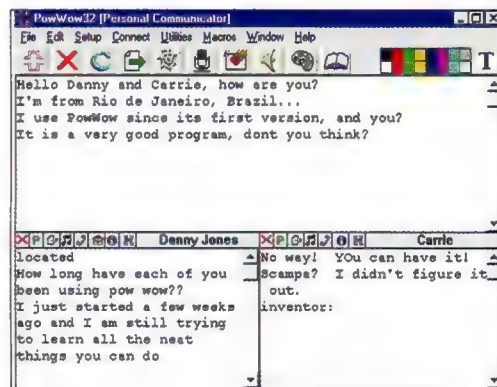 PowWow32 [Personal Communicator]
File Edit Setup Connect Utilities Macros Window Help
T
Hello Danny and Carrie, how are you?
I'm from Rio de Janeiro, Brazil...
I use PowWow since its first version, and you?
It is a very good program, dont you think?
P H Danny Jones
located
How long have each of you
been using pow wow??
I just started a few weeks
ago and I am still trying
to learn all the neat
things you can do
P H Carrie
No way! You can have it!
Scampa? I didn't figure it
out.
inventor: